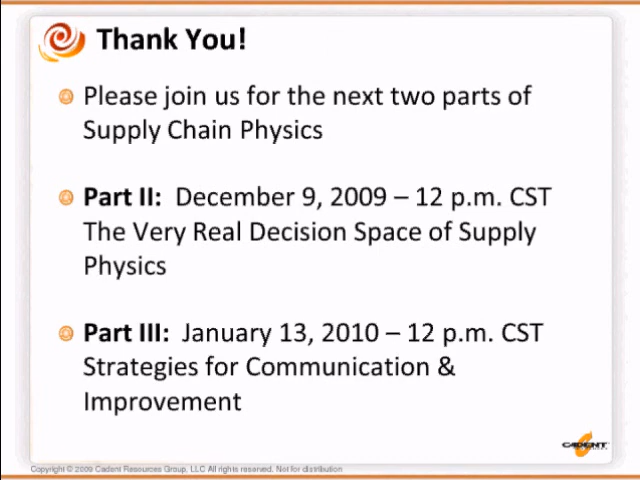 Thank You!
Please join us for the next two parts of
Supply Chain Physics
Part II: December 9, 2009 – 12 p.m. CST
The Very Real Decision Space of Supply
Physics
Part III: January 13, 2010 – 12 p.m. CST
Strategies for Communication &
Improvement
CADENT
Copyright © 2009 Cadent Resources Group, LLC All rights reserved. Not for distribution